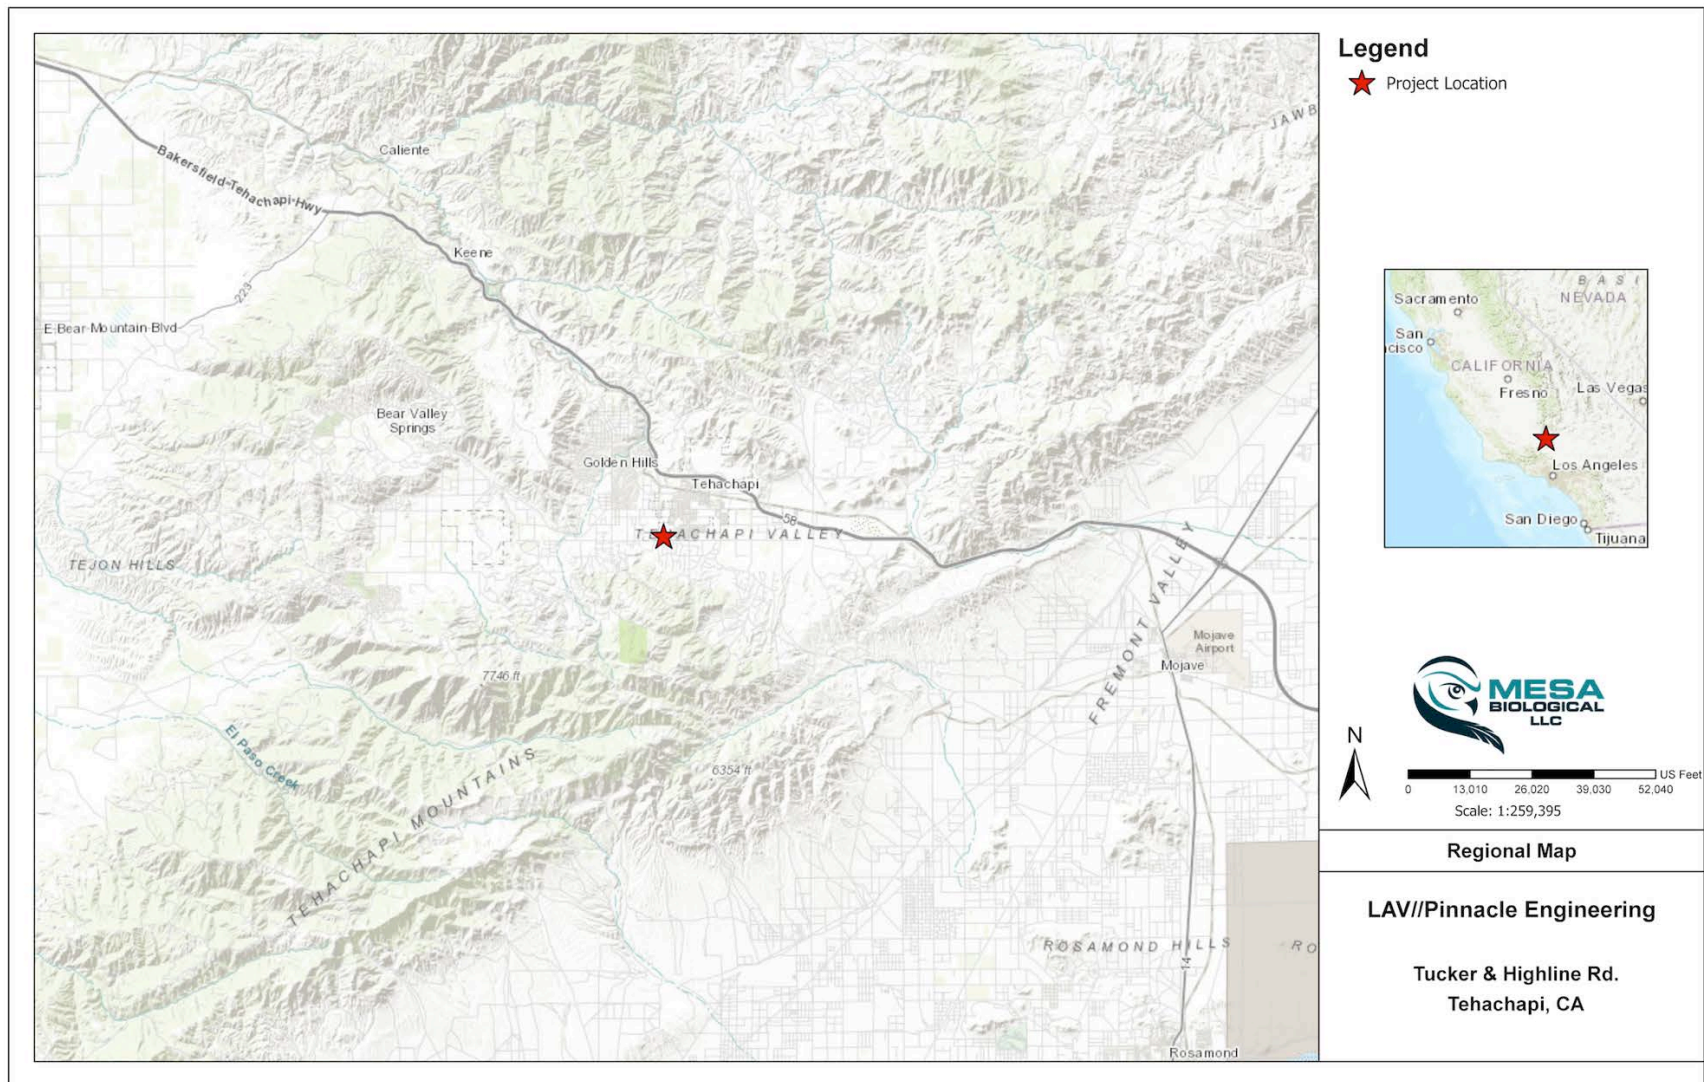 JAWB
Caliente
Bakersfield-Tehachapi-Hwy
Keene
223
E Bear Mountain Blvd
Bear Valley
Springs
Golden Hills
Tehachapi
58
TEHACHAPI VALLEY
TEJON HILLS
FREMONT VALLEY
Mojave
Airport
Mojave
7746 ft
El Paso Creek
6354 ft
TEHACHAPI MOUNTAINS
ROSAMOND HILLS
RO
14
Rosamond
Legend
Project Location
BASI
NEVADA
Sacramento
San
ncisco
CALIFORNIA
Fresno
Las Vegas
Los Angeles
San Diego
Tijuana
MESA
BIOLOGICAL
LLC
N
US Feet
0 13,010 26,020 39,030 52,040
Scale: 1:259,395
Regional Map
LAV//Pinnacle Engineering
Tucker & Highline Rd.
Tehachapi, CA